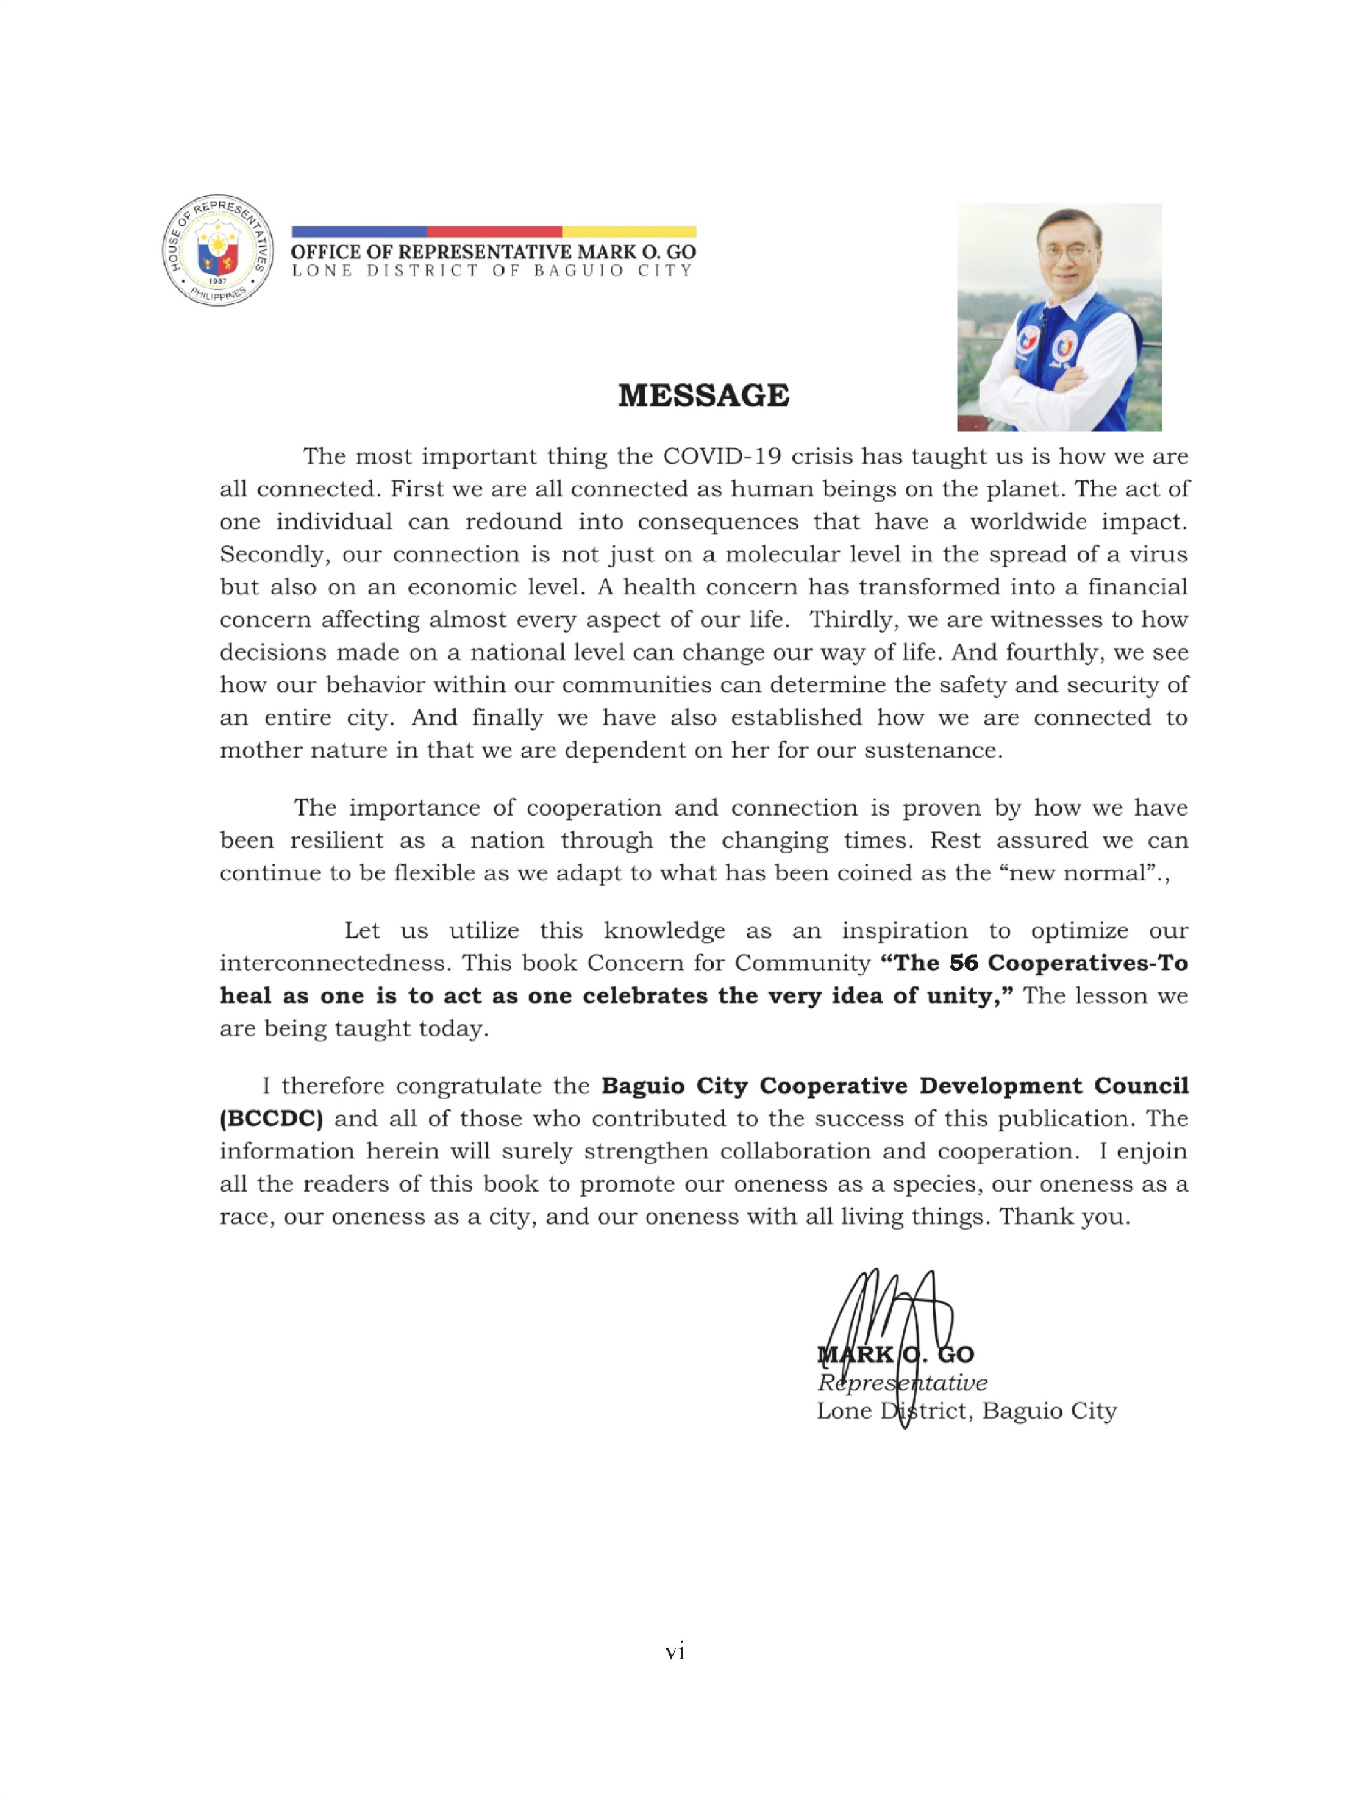 HOUSE OF REPRESENTATIVES
1987
PHILIPPINES
OFFICE OF REPRESENTATIVE MARK O. GO
LONE DISTRICT OF BAGUIO CITY
MESSAGE
The most important thing the COVID-19 crisis has taught us is how we are
all connected. First we are all connected as human beings on the planet. The act of
one individual can redound into consequences that have a worldwide impact.
Secondly, our connection is not just on a molecular level in the spread of a virus
but also on an economic level. A health concern has transformed into a financial
concern affecting almost every aspect of our life. Thirdly, we are witnesses to how
decisions made on a national level can change our way of life. And fourthly, we see
how our behavior within our communities can determine the safety and security of
an entire city. And finally we have also established how we are connected to
mother nature in that we are dependent on her for our sustenance.
The importance of cooperation and connection is proven by how we have
been resilient as a nation through the changing times. Rest assured we can
continue to be flexible as we adapt to what has been coined as the “new normal”.,
Let us utilize this knowledge as an inspiration to optimize our
interconnectedness. This book Concern for Community “The 56 Cooperatives-To
heal as one is to act as one celebrates the very idea of unity,” The lesson we
are being taught today.
I therefore congratulate the Baguio City Cooperative Development Council
(BCCDC) and all of those who contributed to the success of this publication. The
information herein will surely strengthen collaboration and cooperation. I enjoin
all the readers of this book to promote our oneness as a species, our oneness as a
race, our oneness as a city, and our oneness with all living things. Thank you.
MARK O. GO
Representative
Lone District, Baguio City
vi